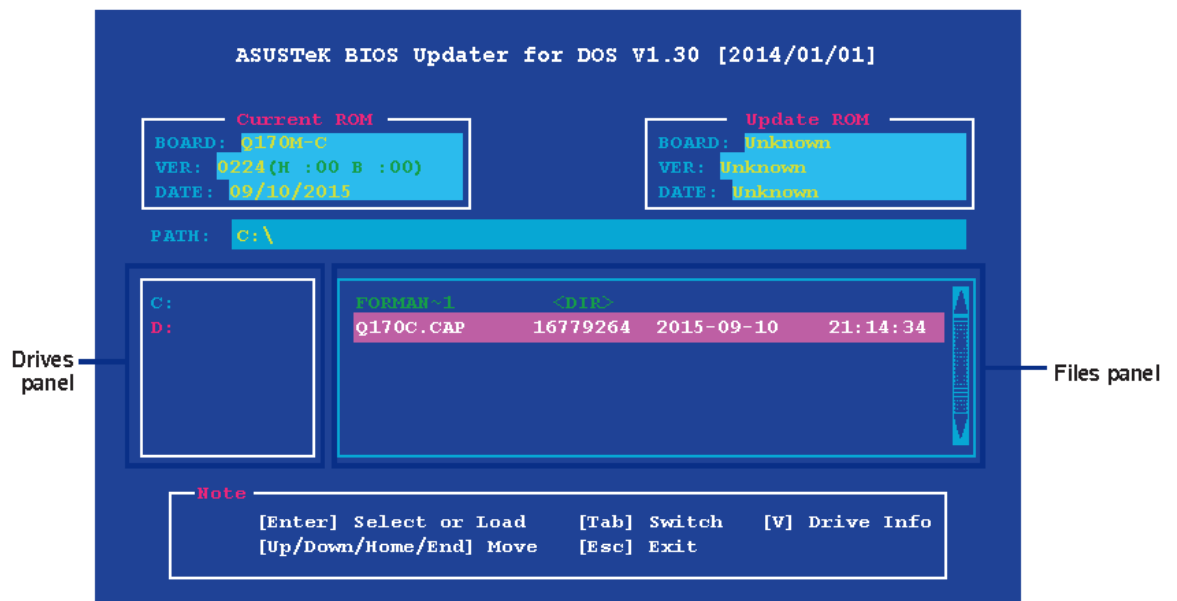 ASUSTeK BIOS Updater for DOS V1.30 [2014/01/01]
Current ROM
BOARD: Q170M-C
VER: 0224(H :00 B :00)
DATE: 09/10/2015
Update ROM
BOARD: Unknown
VER: Unknown
DATE: Unknown
PATH: C:\
C:
D:
FORMAN~1 <DIR>
Q170C.CAP 16779264 2015-09-10 21:14:34
Drives panel
Files panel
Note
[Enter] Select or Load [Tab] Switch [V] Drive Info
[Up/Down/Home/End] Move [Esc] Exit